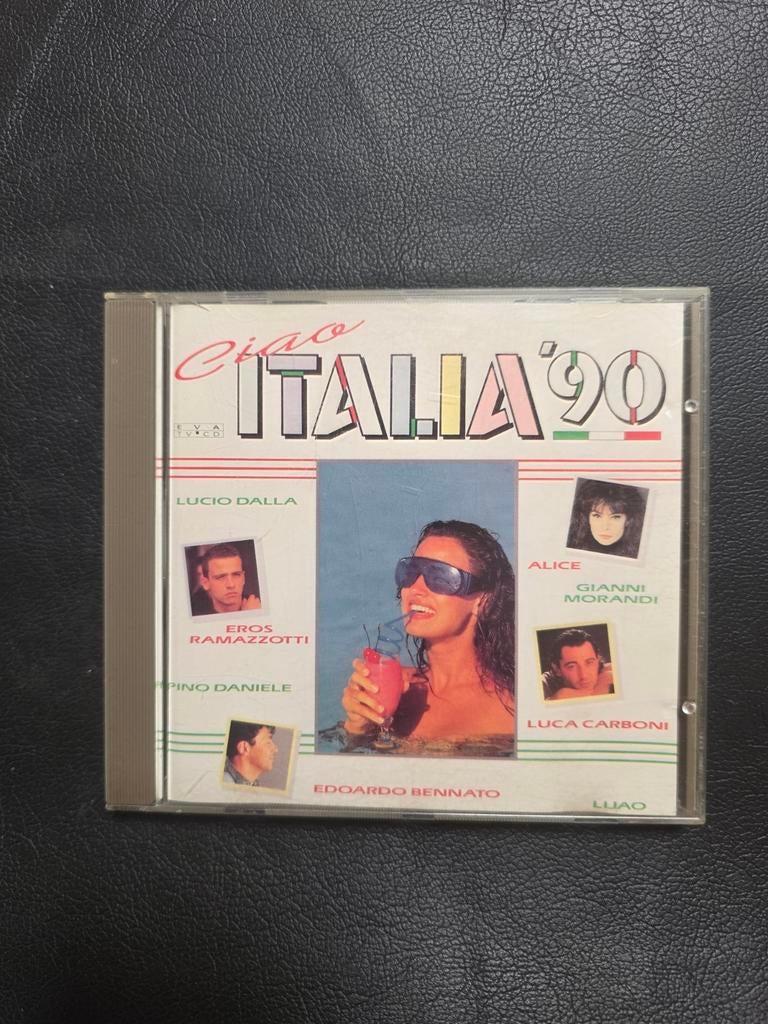 Ciao
ITALIA '90
EVA
TV•CD
LUCIO DALLA
ALICE
GIANNI
MORANDI
EROS
RAMAZZOTTI
PINO DANIELE
LUCA CARBONI
EDOARDO BENNATO
LIJAO